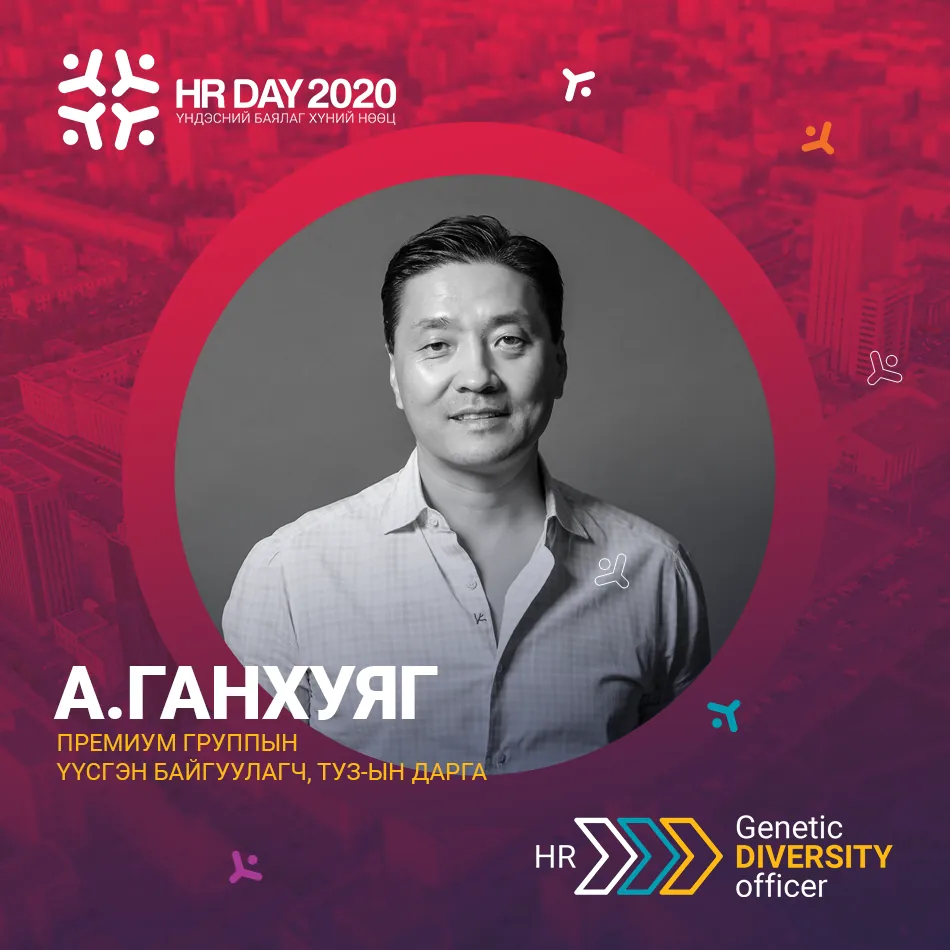 HR DAY 2020
ҮНДЭСНИЙ БАЯЛАГ ХҮНИЙ НӨӨЦ
А.ГАНХУЯГ
ПРЕМИУМ ГРУППЫН
ҮҮСГЭН БАЙГУУЛАГЧ, ТУЗ-ЫН ДАРГА
HR
Genetic
DIVERSITY
officer